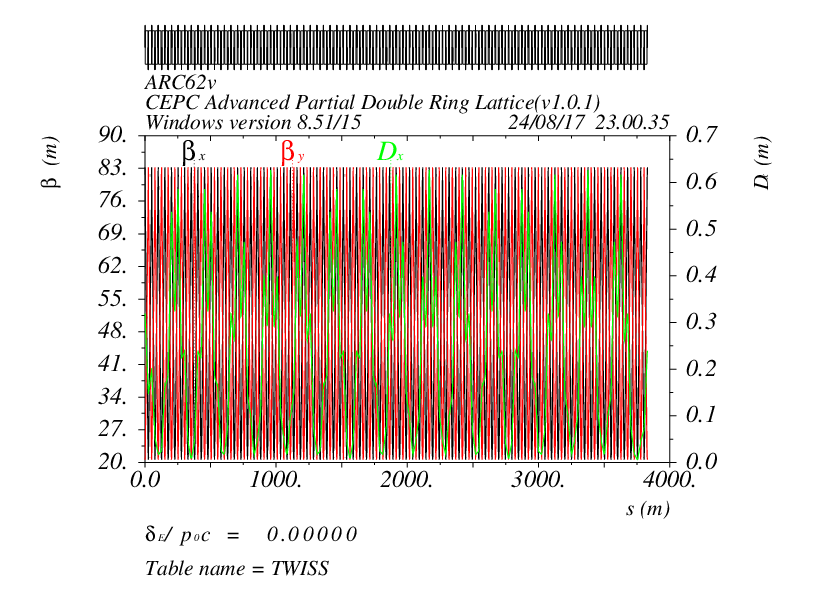 ARC62v
CEPC Advanced Partial Double Ring Lattice(v1.0.1)
Windows version 8.51/15 24/08/17 23.00.35
90. 0.7
β (m) βx βy Dx D (m)
83.
76. 0.6
69. 0.5
62. 0.4
55.
48. 0.3
41. 0.2
34. 0.1
27.
20. 0.0
0.0 1000. 2000. 3000. 4000.
s (m)
δE/ p0c = 0.00000
Table name = TWISS